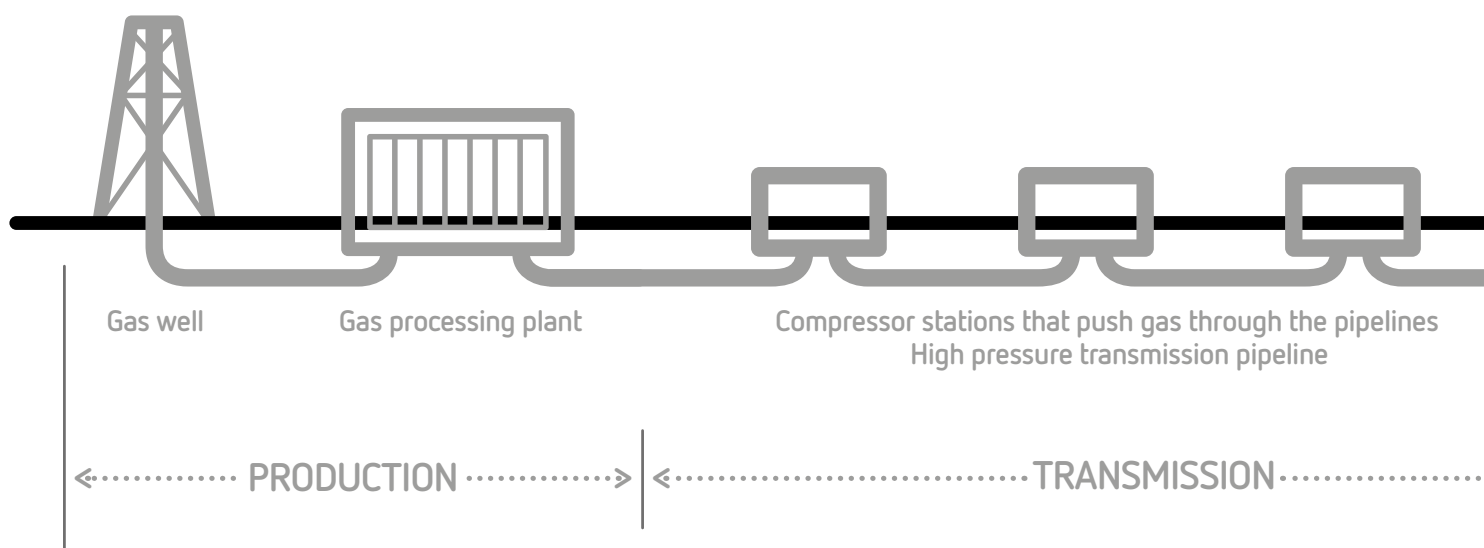 Gas well
Gas processing plant
Compressor stations that push gas through the pipelines
High pressure transmission pipeline
PRODUCTION
TRANSMISSION